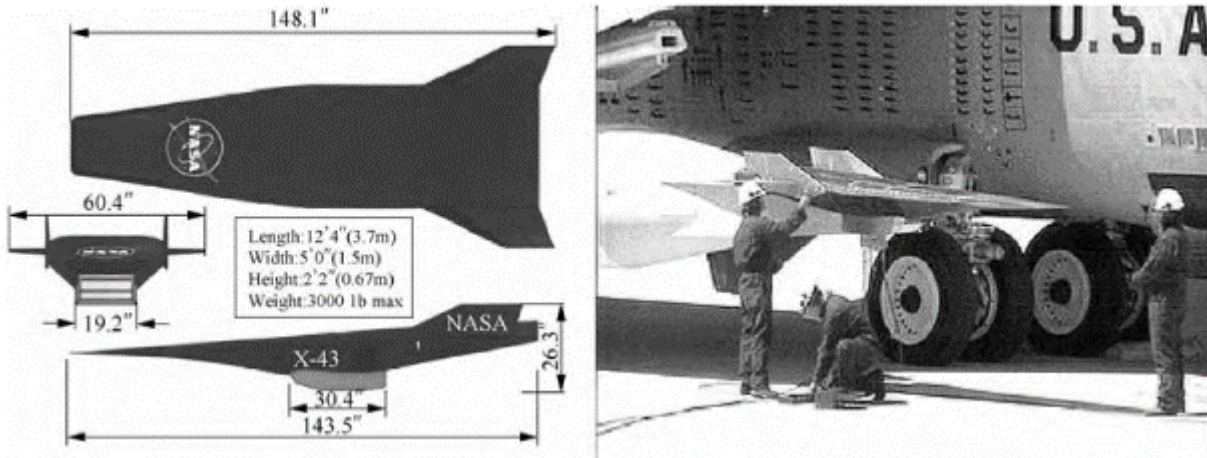 148.1"
U.S.A
NASA
60.4"
Length:12'4"(3.7m)
Width:5'0"(1.5m)
Height:2'2"(0.67m)
Weight:3000 lb max
19.2"
NASA
X-43
26.3"
30.4"
143.5"